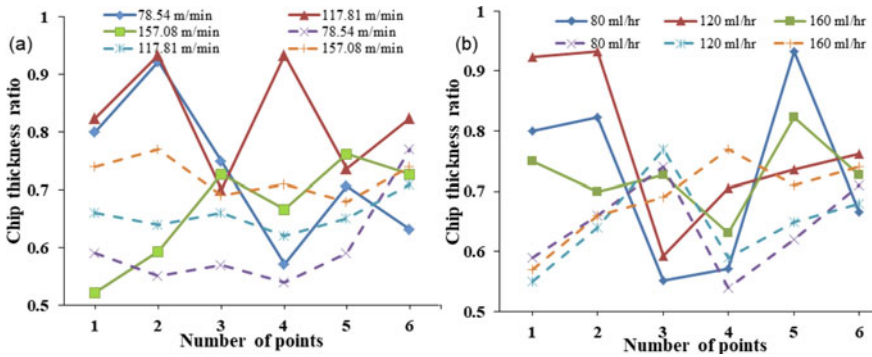 (a)
78.54 m/min 117.81 m/min
157.08 m/min 78.54 m/min
117.81 m/min 157.08 m/min
Chip thickness ratio
1
0.9
0.8
0.7
0.6
0.5
1 2 3 4 5 6
Number of points
(b)
80 ml/hr 120 ml/hr 160 ml/hr
80 ml/hr 120 ml/hr 160 ml/hr
Chip thickness ratio
1
0.9
0.8
0.7
0.6
0.5
1 2 3 4 5 6
Number of points